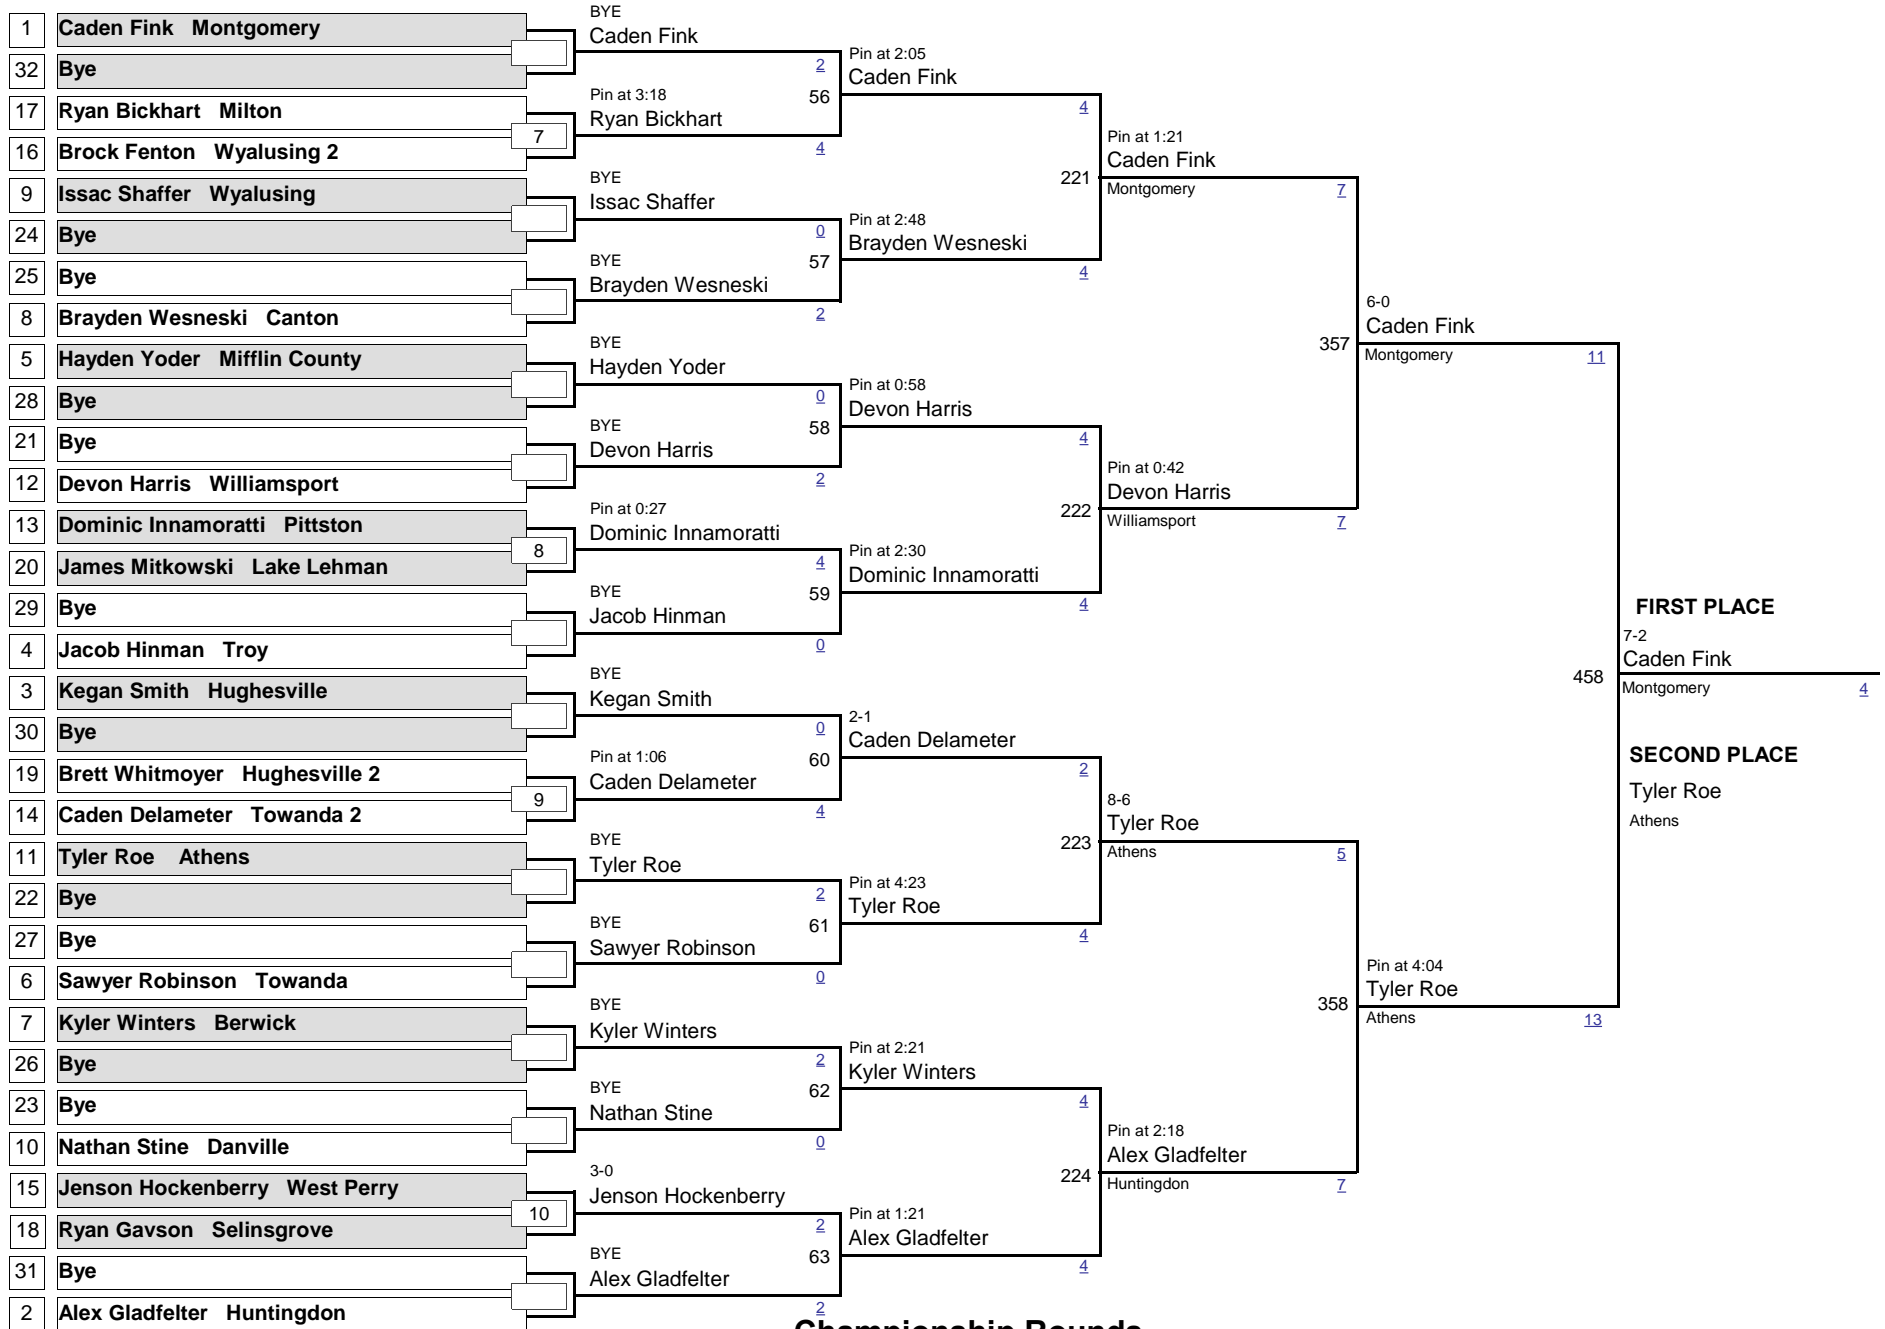 1 Caden Fink Montgomery
32 Bye
17 Ryan Bickhart Milton
7
16 Brock Fenton Wyalusing 2
9 Issac Shaffer Wyalusing
24 Bye
25 Bye
8 Brayden Wesneski Canton
5 Hayden Yoder Mifflin County
28 Bye
21 Bye
12 Devon Harris Williamsport
13 Dominic Innamoratti Pittston
8
20 James Mitkowski Lake Lehman
29 Bye
4 Jacob Hinman Troy
3 Kegan Smith Hughesville
30 Bye
19 Brett Whitmoyer Hughesville 2
9
14 Caden Delameter Towanda 2
11 Tyler Roe Athens
22 Bye
27 Bye
6 Sawyer Robinson Towanda
7 Kyler Winters Berwick
26 Bye
23 Bye
10 Nathan Stine Danville
15 Jenson Hockenberry West Perry
10
18 Ryan Gavson Selinsgrove
31 Bye
2 Alex Gladfelter Huntingdon
BYE
Caden Fink
2
56
Pin at 3:18
Ryan Bickhart
4
BYE
Issac Shaffer
0
57
BYE
Brayden Wesneski
2
BYE
Hayden Yoder
0
58
BYE
Devon Harris
2
Pin at 0:27
Dominic Innamoratti
4
59
BYE
Jacob Hinman
0
BYE
Kegan Smith
0
60
Pin at 1:06
Caden Delameter
4
BYE
Tyler Roe
2
61
BYE
Sawyer Robinson
0
BYE
Kyler Winters
2
62
BYE
Nathan Stine
0
3-0
Jenson Hockenberry
2
63
BYE
Alex Gladfelter
2
Pin at 2:05
Caden Fink
4
221
Pin at 2:48
Brayden Wesneski
4
Pin at 0:58
Devon Harris
4
222
Pin at 2:30
Dominic Innamoratti
4
2-1
Caden Delameter
2
223
Pin at 4:23
Tyler Roe
4
Pin at 2:21
Kyler Winters
4
224
Pin at 1:21
Alex Gladfelter
4
Pin at 1:21
Caden Fink
Montgomery 7
357
Pin at 0:42
Devon Harris
Williamsport 7
8-6
Tyler Roe
Athens 5
358
Pin at 2:18
Alex Gladfelter
Huntingdon 7
6-0
Caden Fink
Montgomery 11
458
Pin at 4:04
Tyler Roe
Athens 13
FIRST PLACE
7-2
Caden Fink
Montgomery 4
SECOND PLACE
Tyler Roe
Athens
Championship Rounds